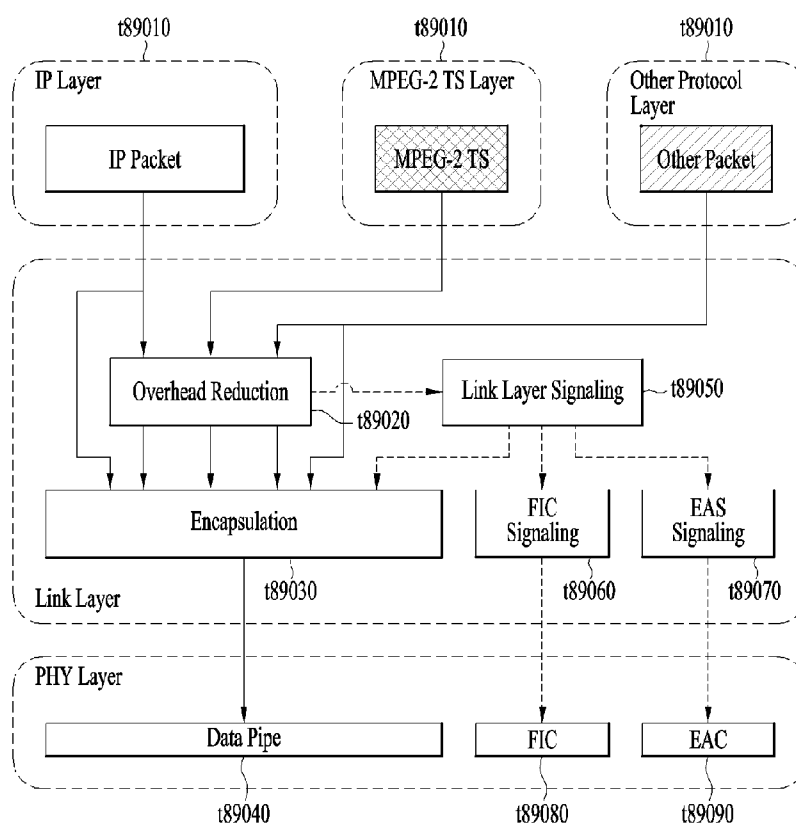 t89010
t89010
t89010
IP Layer
MPEG-2 TS Layer
Other Protocol
Layer
IP Packet
MPEG-2 TS
Other Packet
Overhead Reduction
t89020
Link Layer Signaling
t89050
Encapsulation
t89030
FIC
Signaling
t89060
EAS
Signaling
t89070
Link Layer
PHY Layer
Data Pipe
FIC
EAC
t89040
t89080
t89090